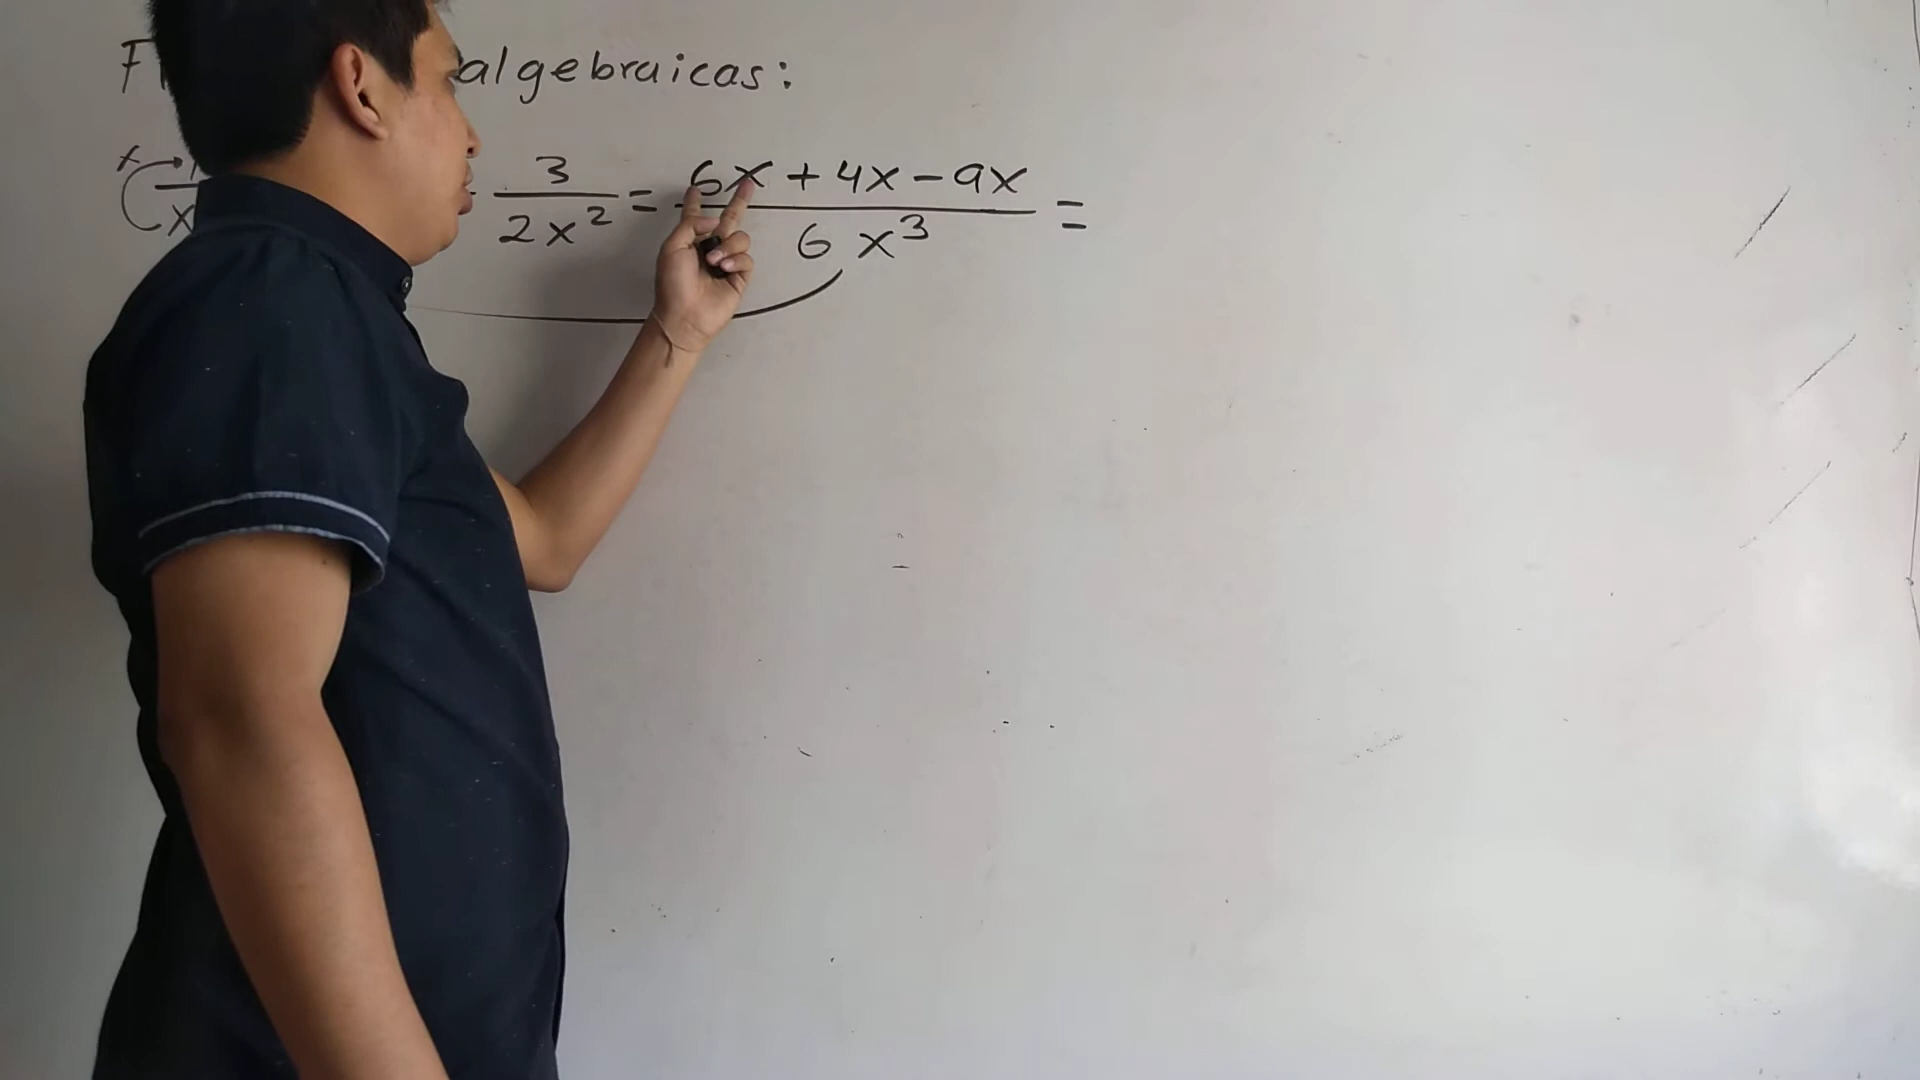 algebraicas:
3/2x² = (6x + 4x - 9x)/(6x³) =